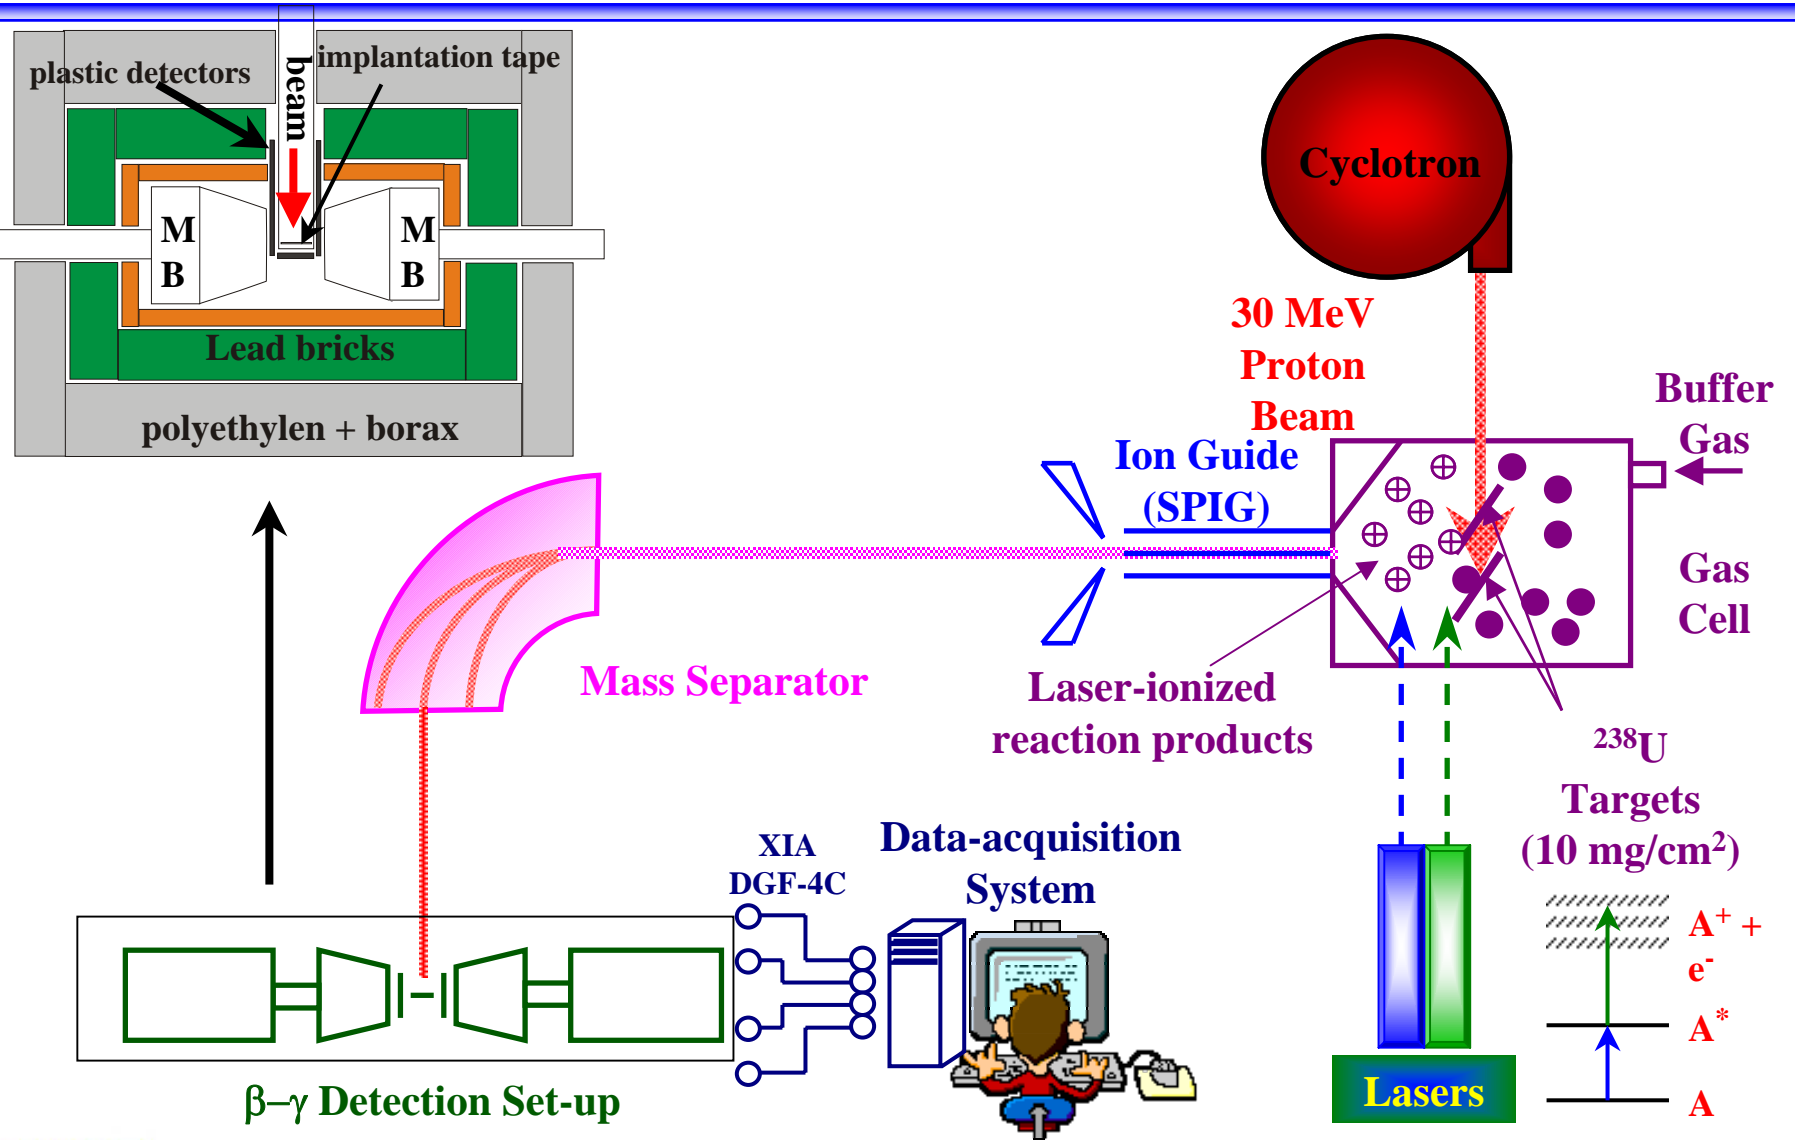 plastic detectors
beam
implantation tape
M
B
M
B
Lead bricks
polyethylen + borax
Cyclotron
30 MeV
Proton
Beam
Buffer
Gas
Ion Guide
(SPIG)
Gas
Cell
Mass Separator
Laser-ionized
reaction products
²³⁸U
Targets
(10 mg/cm²)
XIA
DGF-4C
Data-acquisition
System
A⁺ +
e⁻
A*
A
Lasers
β–γ Detection Set-up